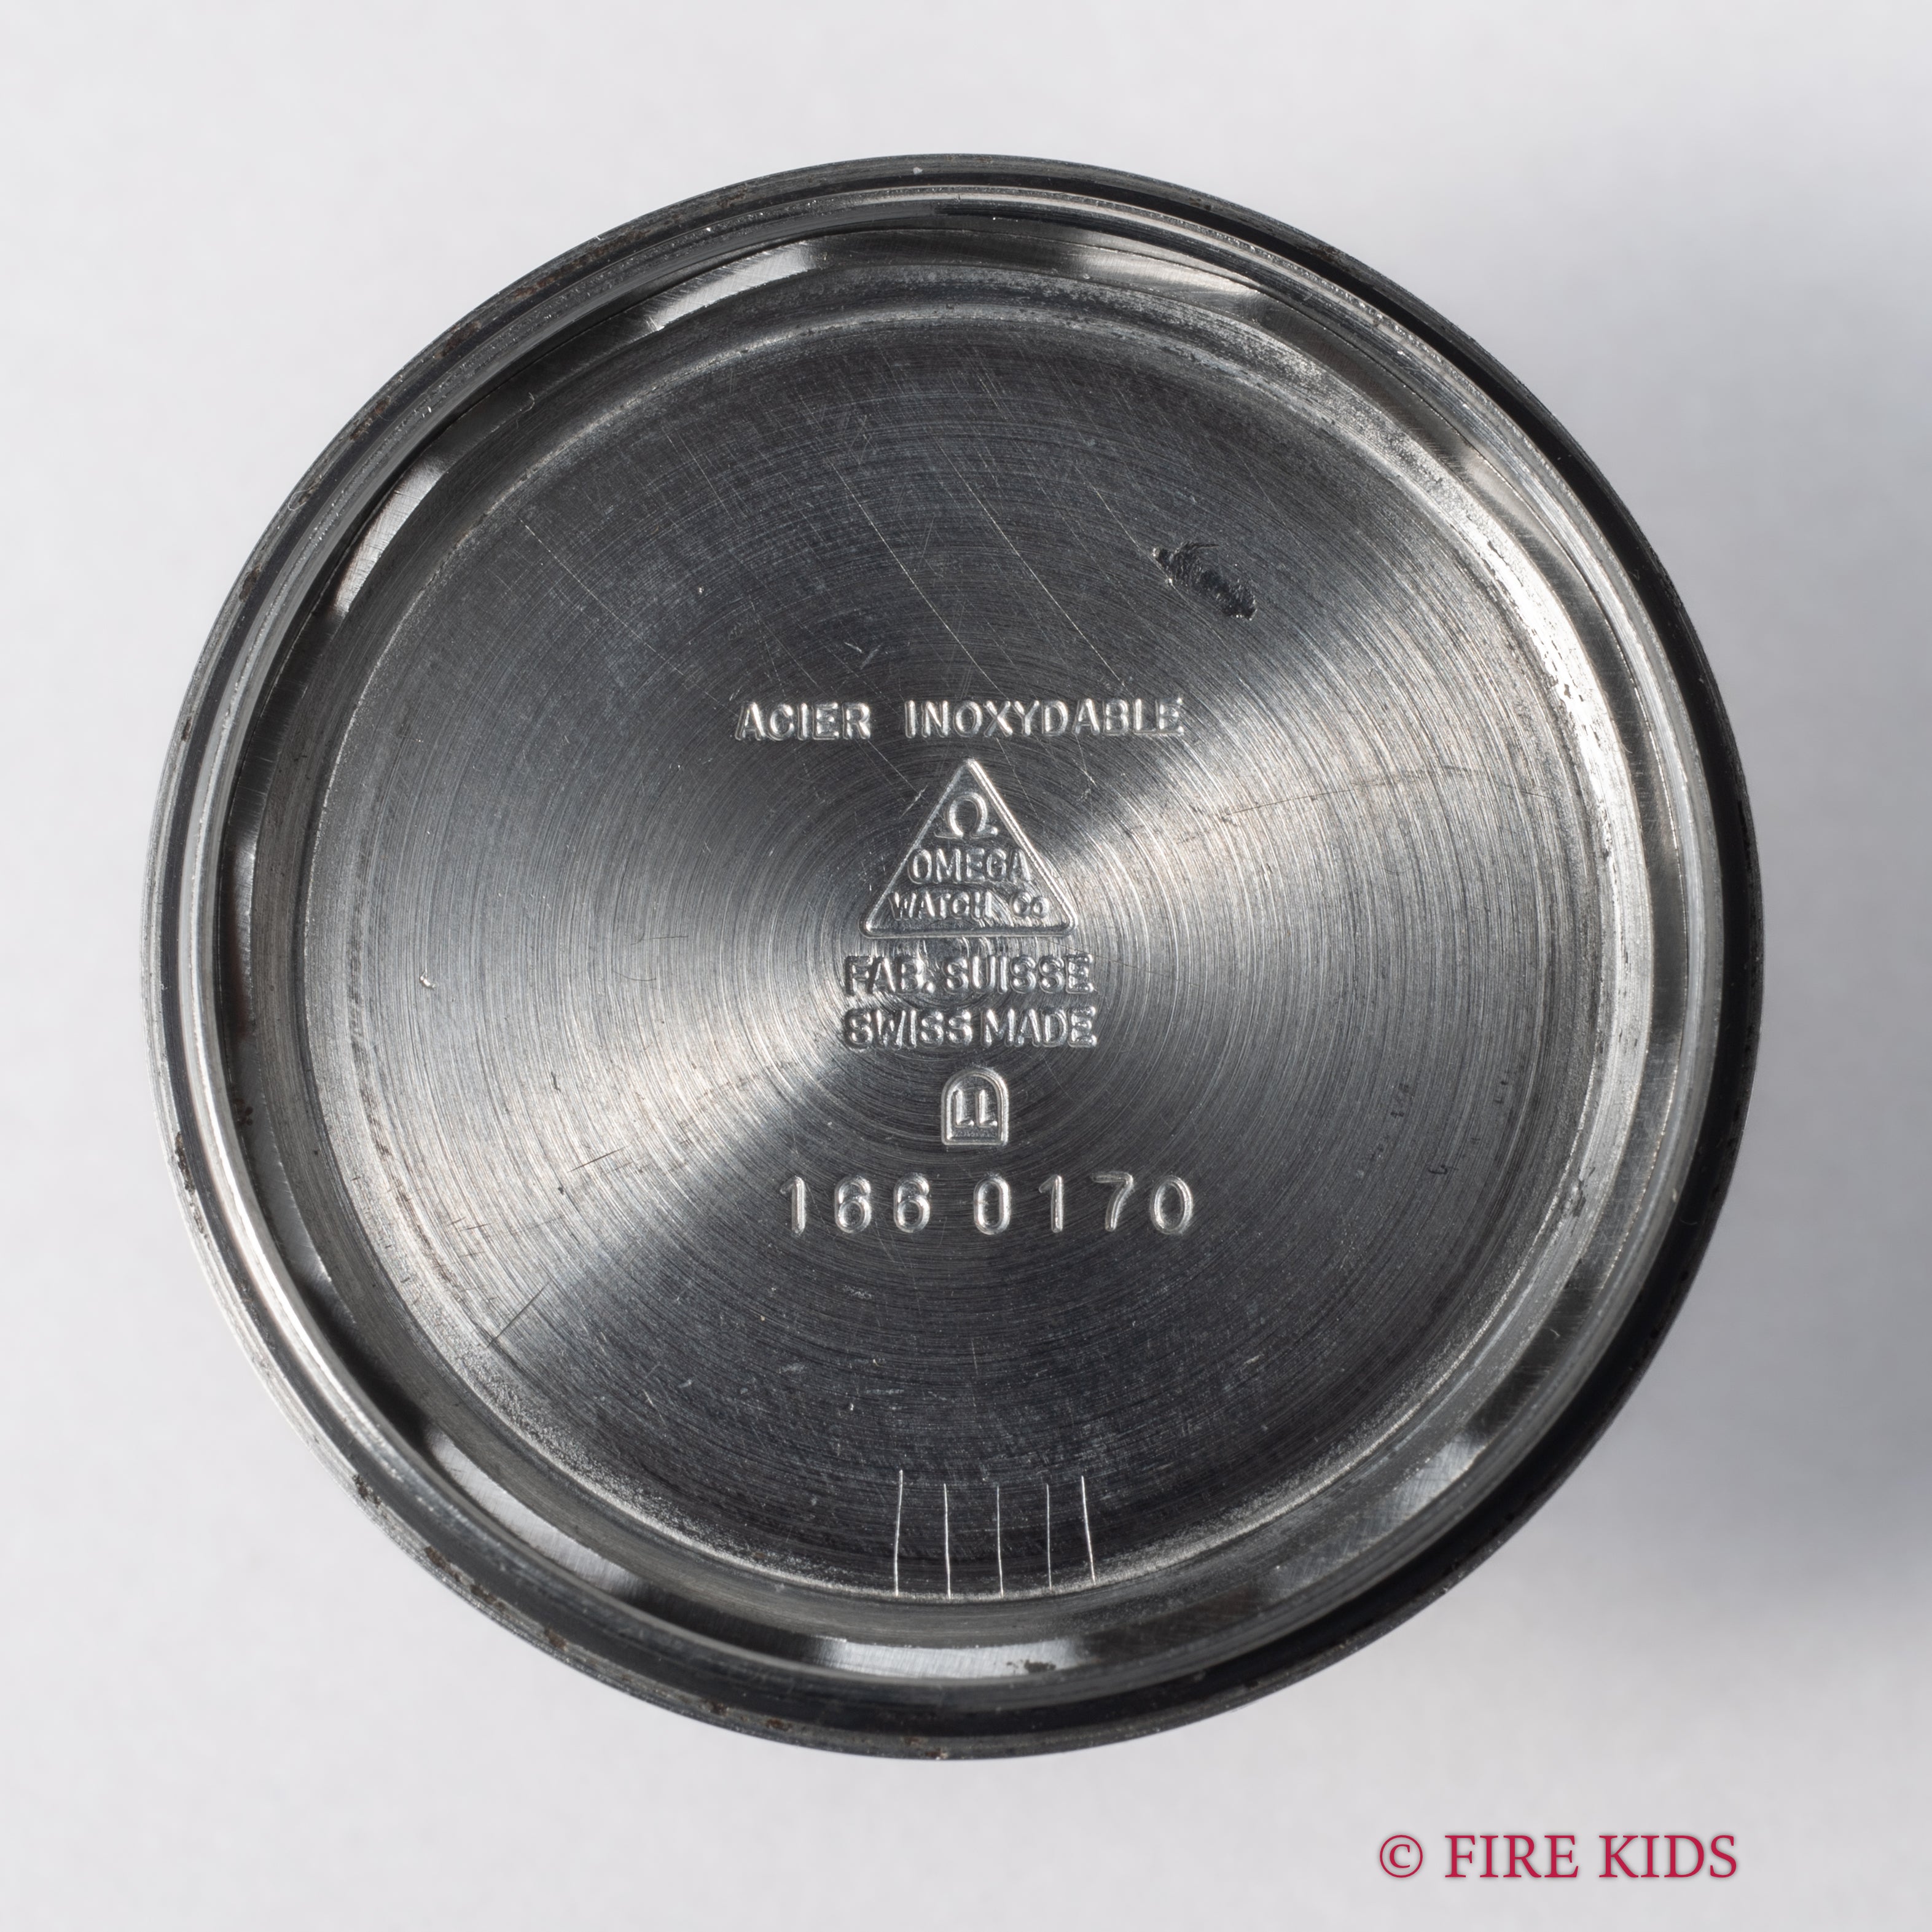 ACIER INOXYDABLE
Ω
OMEGA
WATCH Co
FAB. SUISSE
SWISS MADE
166 0170
© FIRE KIDS